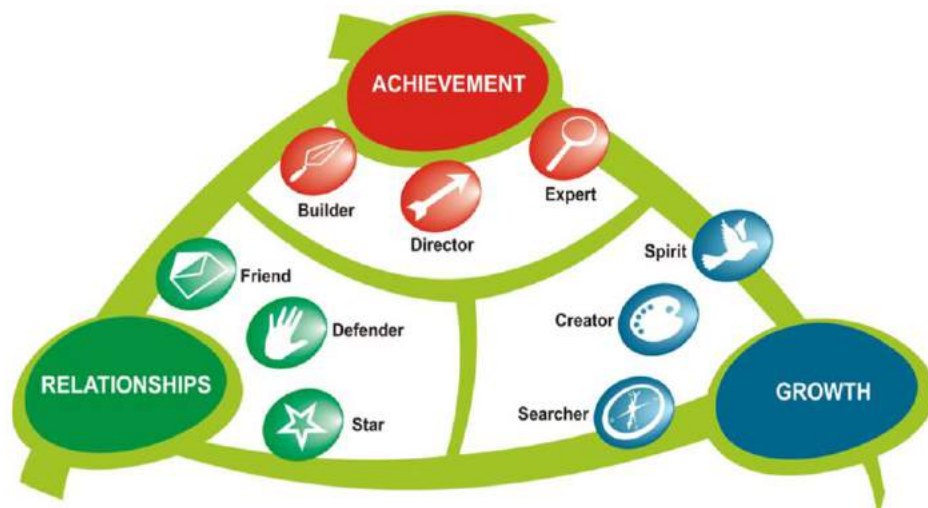 ACHIEVEMENT
Builder
Director
Expert
Friend
Defender
Star
RELATIONSHIPS
Spirit
Creator
Searcher
GROWTH